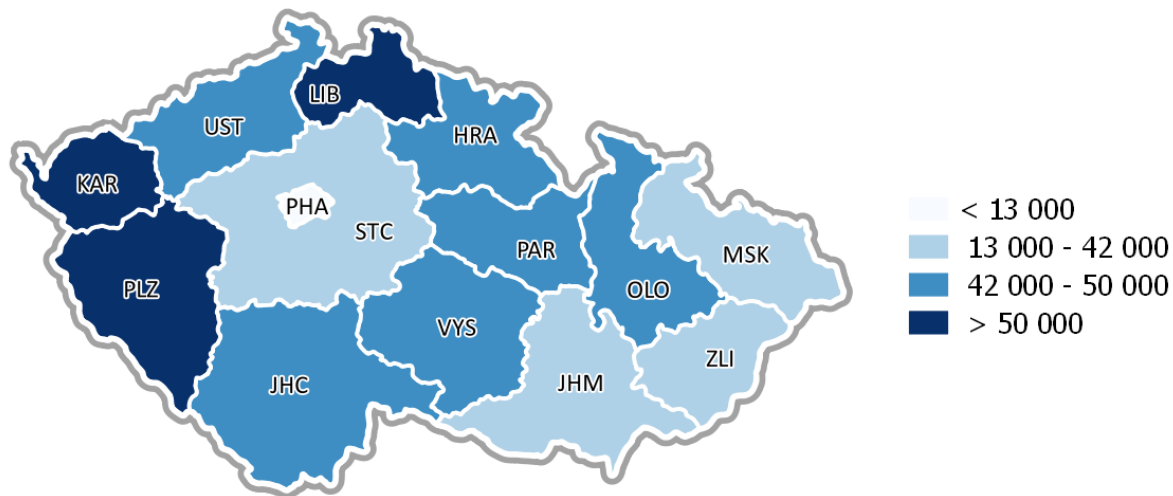 LIB
UST
HRA
KAR
PHA
STC
PAR
MSK
PLZ
OLO
VYS
ZLI
JHC
JHM
< 13 000
13 000 - 42 000
42 000 - 50 000
> 50 000